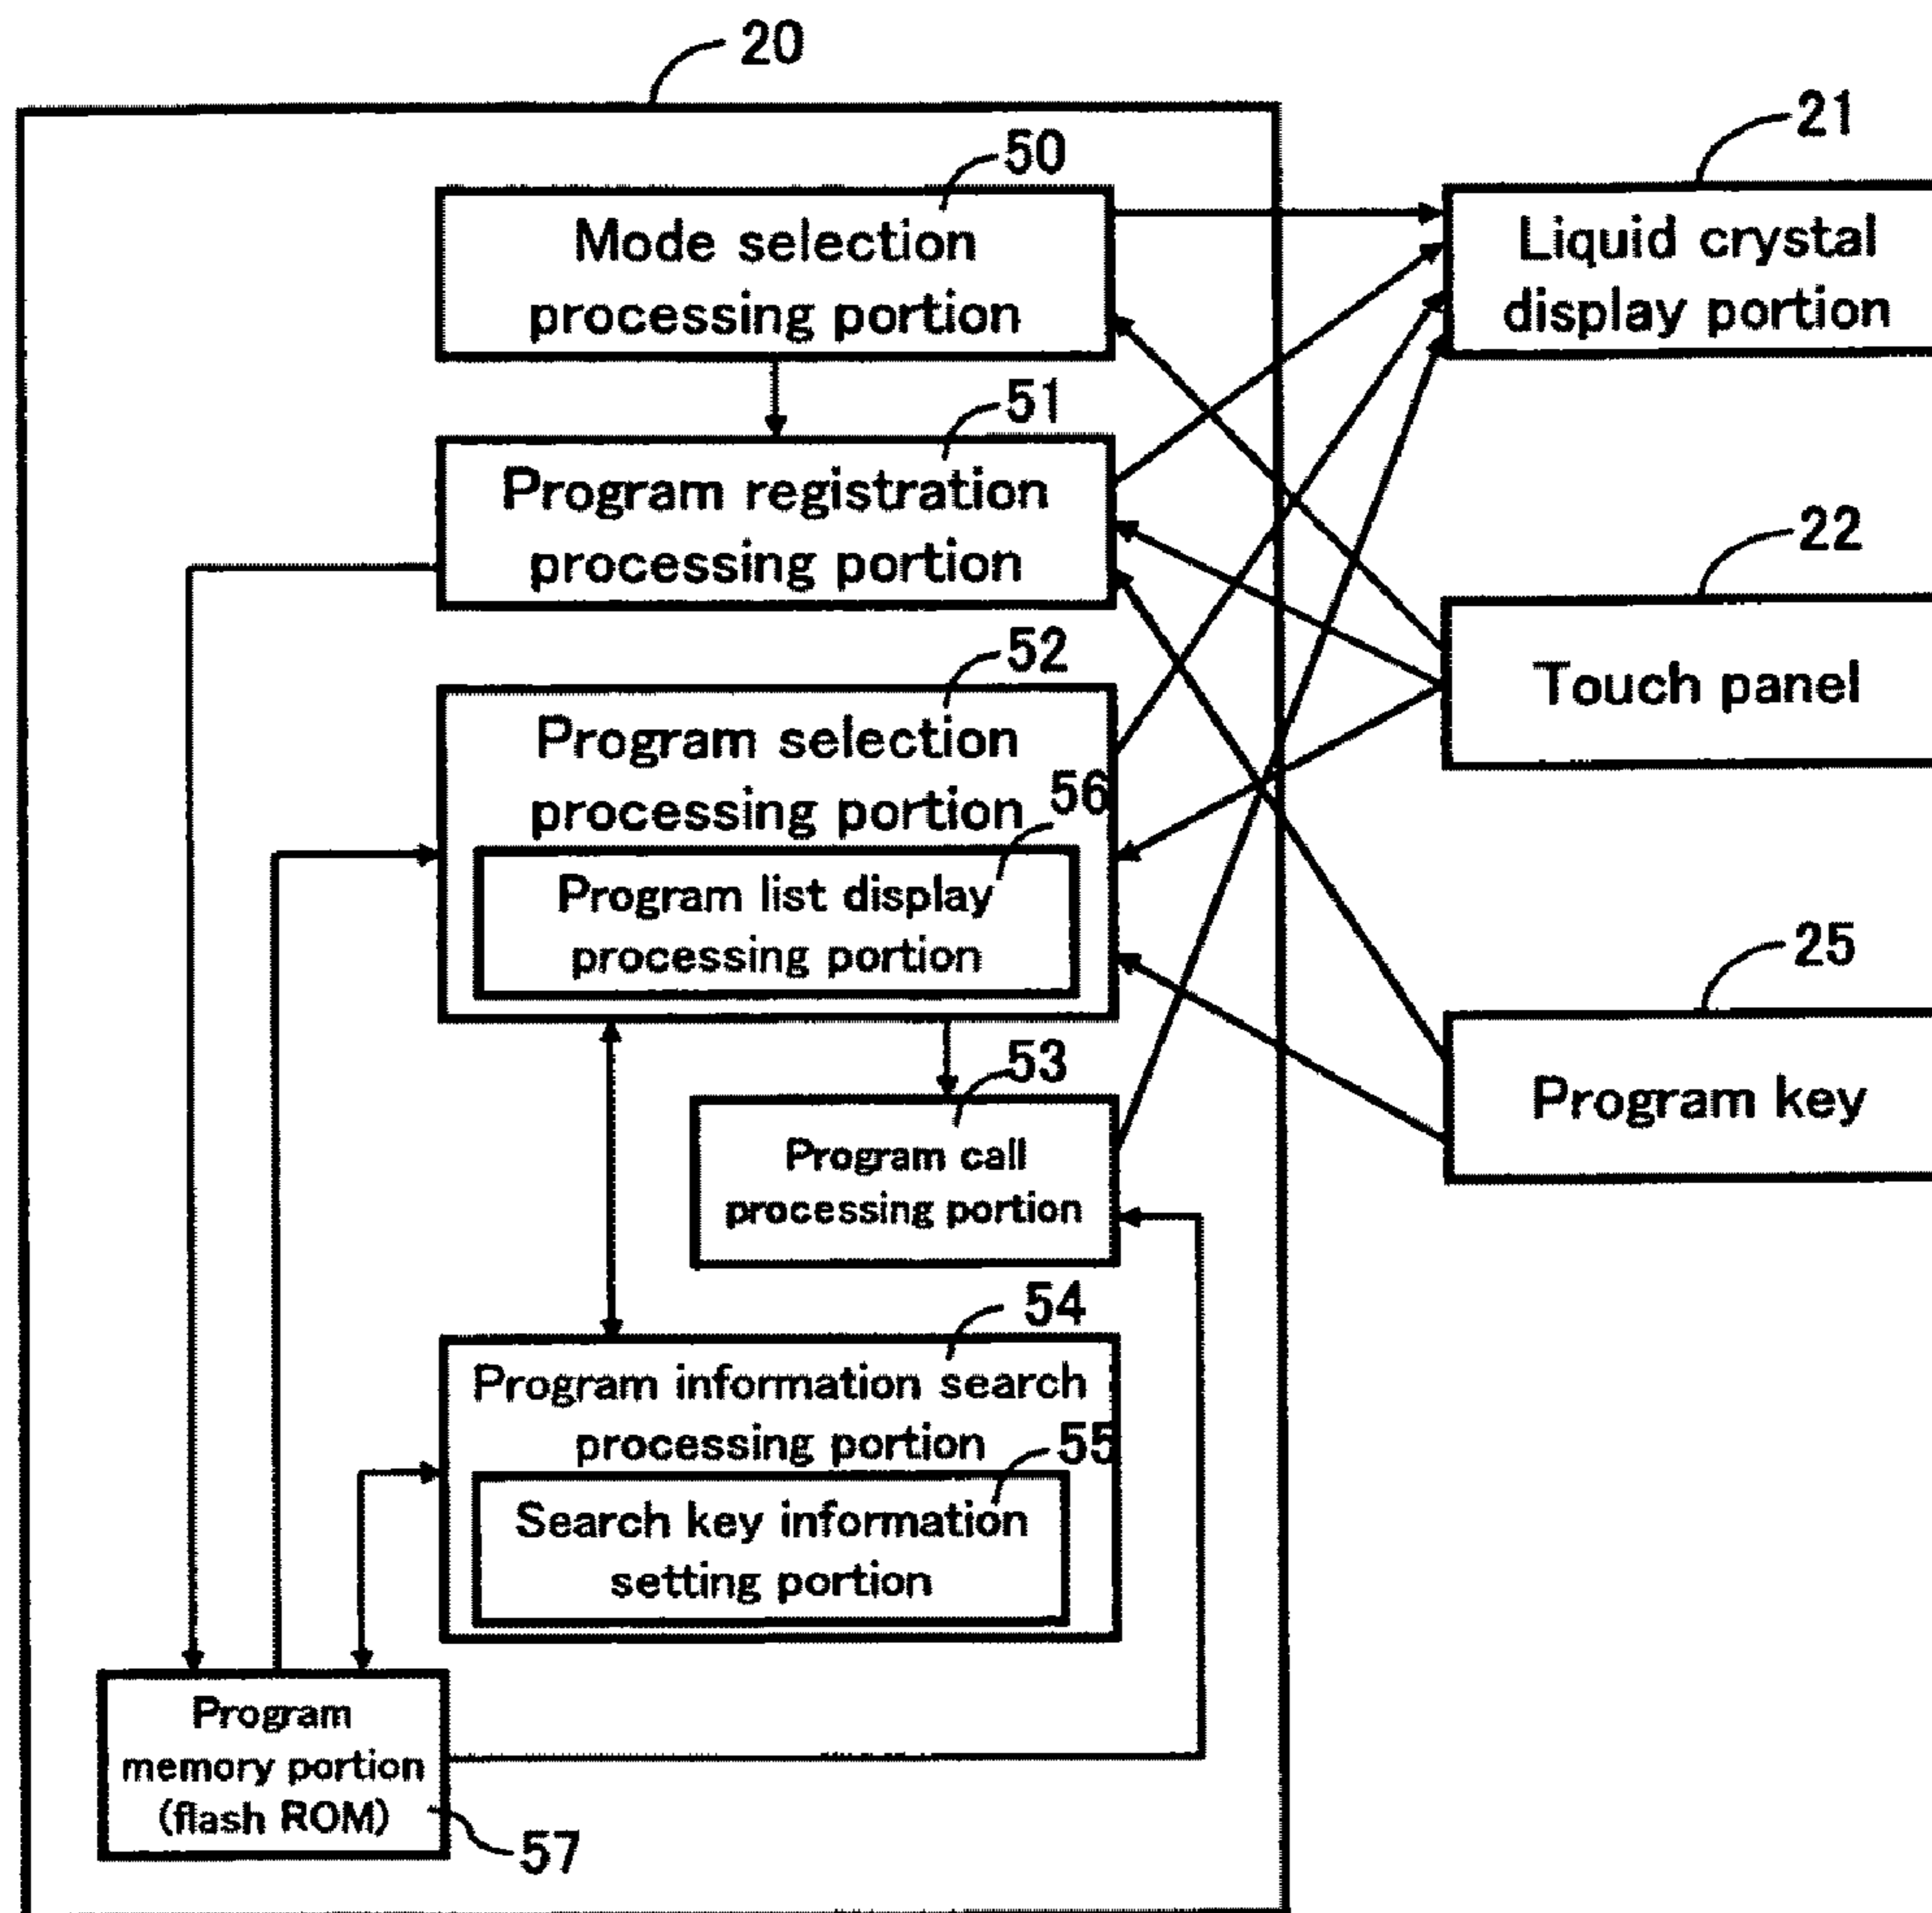 20
21
50
Mode selection
processing portion
Liquid crystal
display portion
51
Program registration
processing portion
22
Touch panel
52
Program selection
processing portion
56
Program list display
processing portion
25
Program key
53
Program call
processing portion
54
Program information search
processing portion
55
Search key information
setting portion
Program
memory portion
(flash ROM)
57